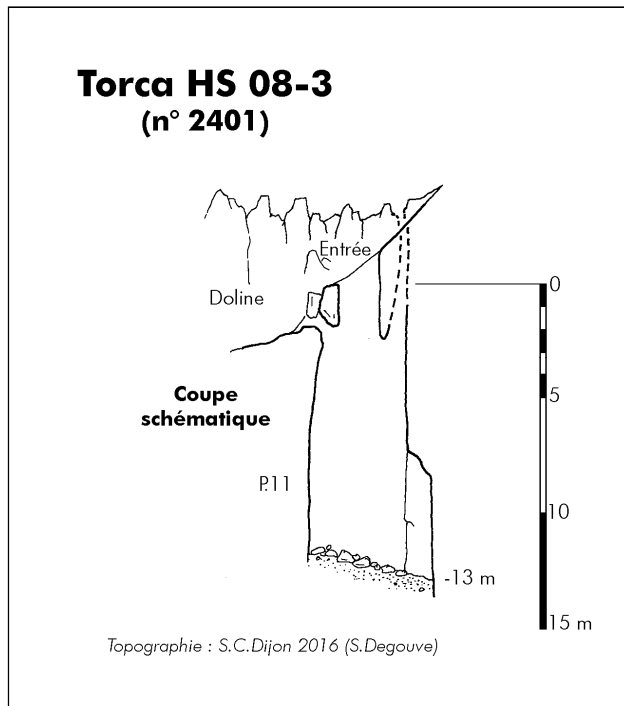 Torca HS 08-3
(n° 2401)
Entrée
Doline
0
Coupe
schématique
5
P.11
10
-13 m
15 m
Topographie : S.C.Dijon 2016 (S.Degouve)